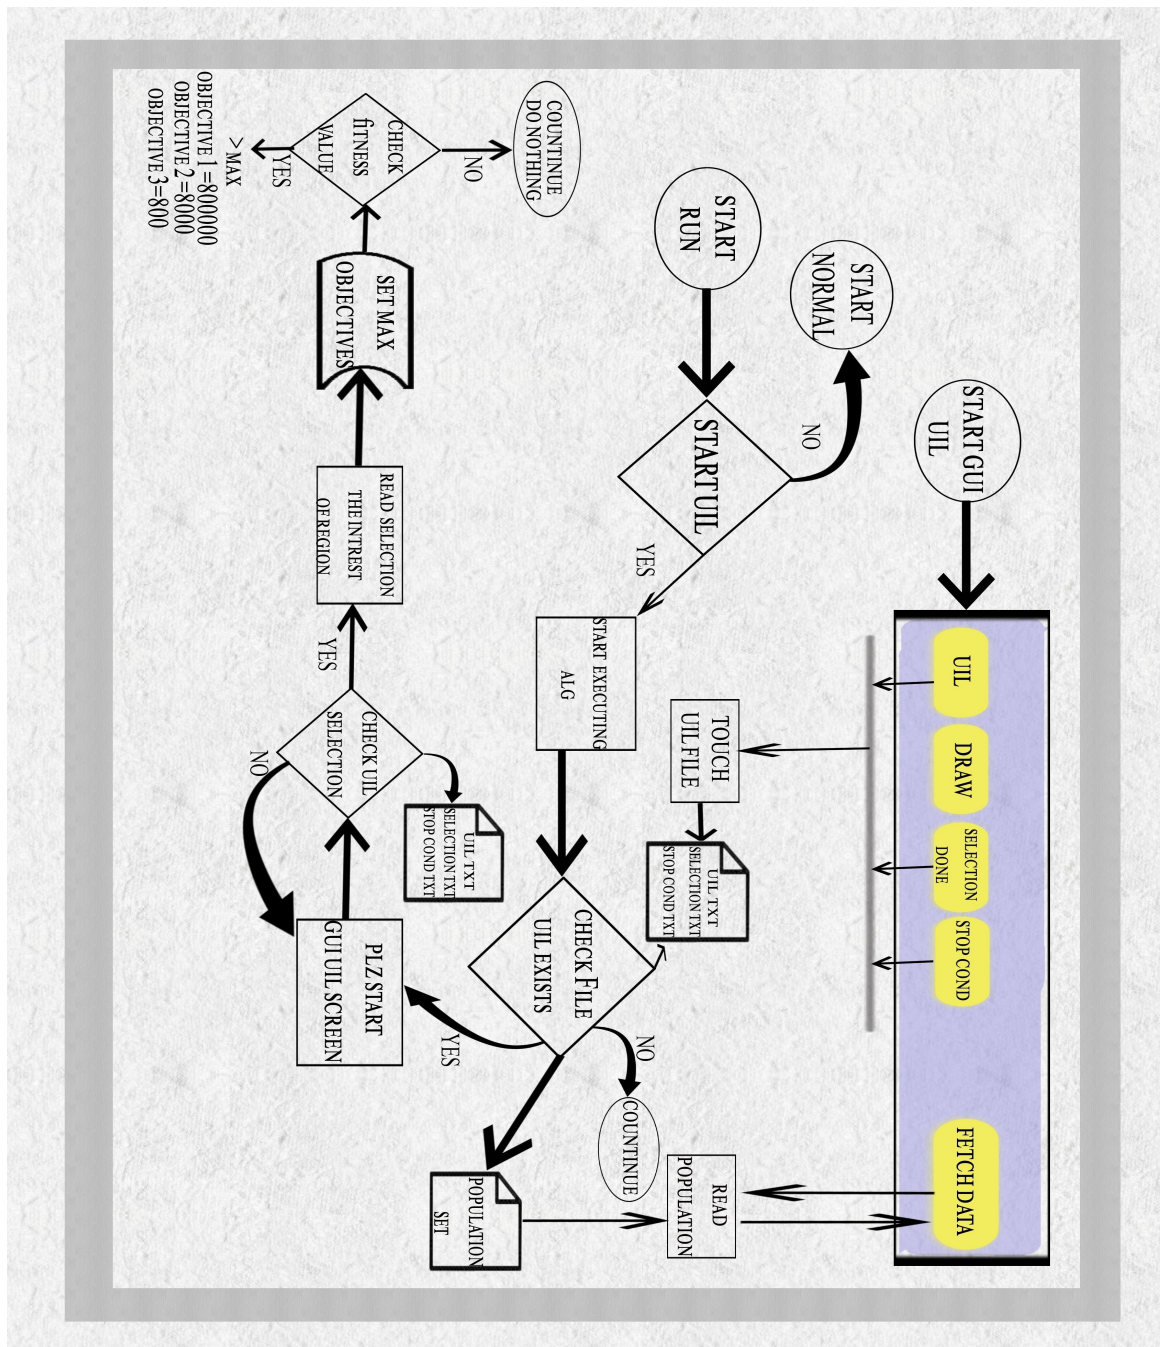 START GUI
UIL
UIL
DRAW
SELECTION
DONE
STOP COND
FETCH DATA
START
NORMAL
NO
START
RUN
START UIL
YES
TOUCH
UIL FILE
UIL TXT
SELECTION TXT
STOP COND TXT
READ
POPULATION
START EXECUTING
ALG
CHECK FILE
UIL EXISTS
NO
COUNTINUE
YES
POPULATION
SET
COUNTINUE
DO NOTHING
NO
CHECK
fITNESS
VALUE
YES
> MAX
OBJECTIVE 1 =800000
OBJECTIVE 2 =8000
OBJECTIVE 3=800
SET MAX
OBJECTIVES
READ SELECTION
THE INTREST
OF REGION
YES
CHECK UIL
SELECTION
NO
UIL TXT
SELECTION TXT
STOP COND TXT
PLZ START
GUI UIL SCREEN